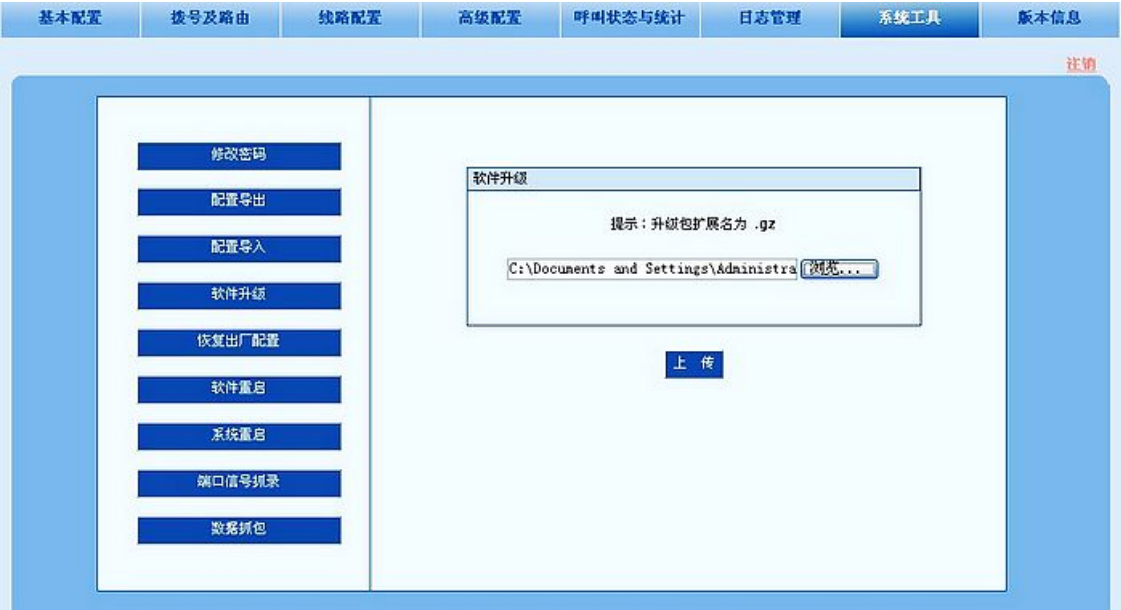 基本配置 拨号及路由 线路配置 高级配置 呼叫状态与统计 日志管理 系统工具 版本信息
注销
修改密码
配置导出
配置导入
软件升级
恢复出厂配置
软件重启
系统重启
端口信号抓录
数据抓包
软件升级
提示：升级包扩展名为 .gz
C:\Documents and Settings\Administra 浏览...
上 传